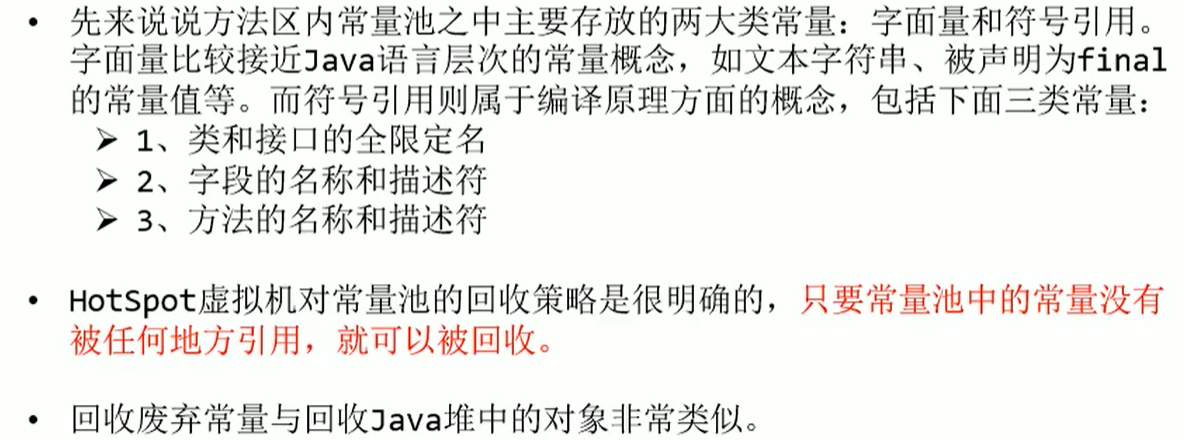 • 先来说说方法区内常量池之中主要存放的两大类常量：字面量和符号引用。
字面量比较接近Java语言层次的常量概念，如文本字符串、被声明为final
的常量值等。而符号引用则属于编译原理方面的概念，包括下面三类常量：
➢ 1、类和接口的全限定名
➢ 2、字段的名称和描述符
➢ 3、方法的名称和描述符
• HotSpot虚拟机对常量池的回收策略是很明确的，只要常量池中的常量没有
被任何地方引用，就可以被回收。
• 回收废弃常量与回收Java堆中的对象非常类似。